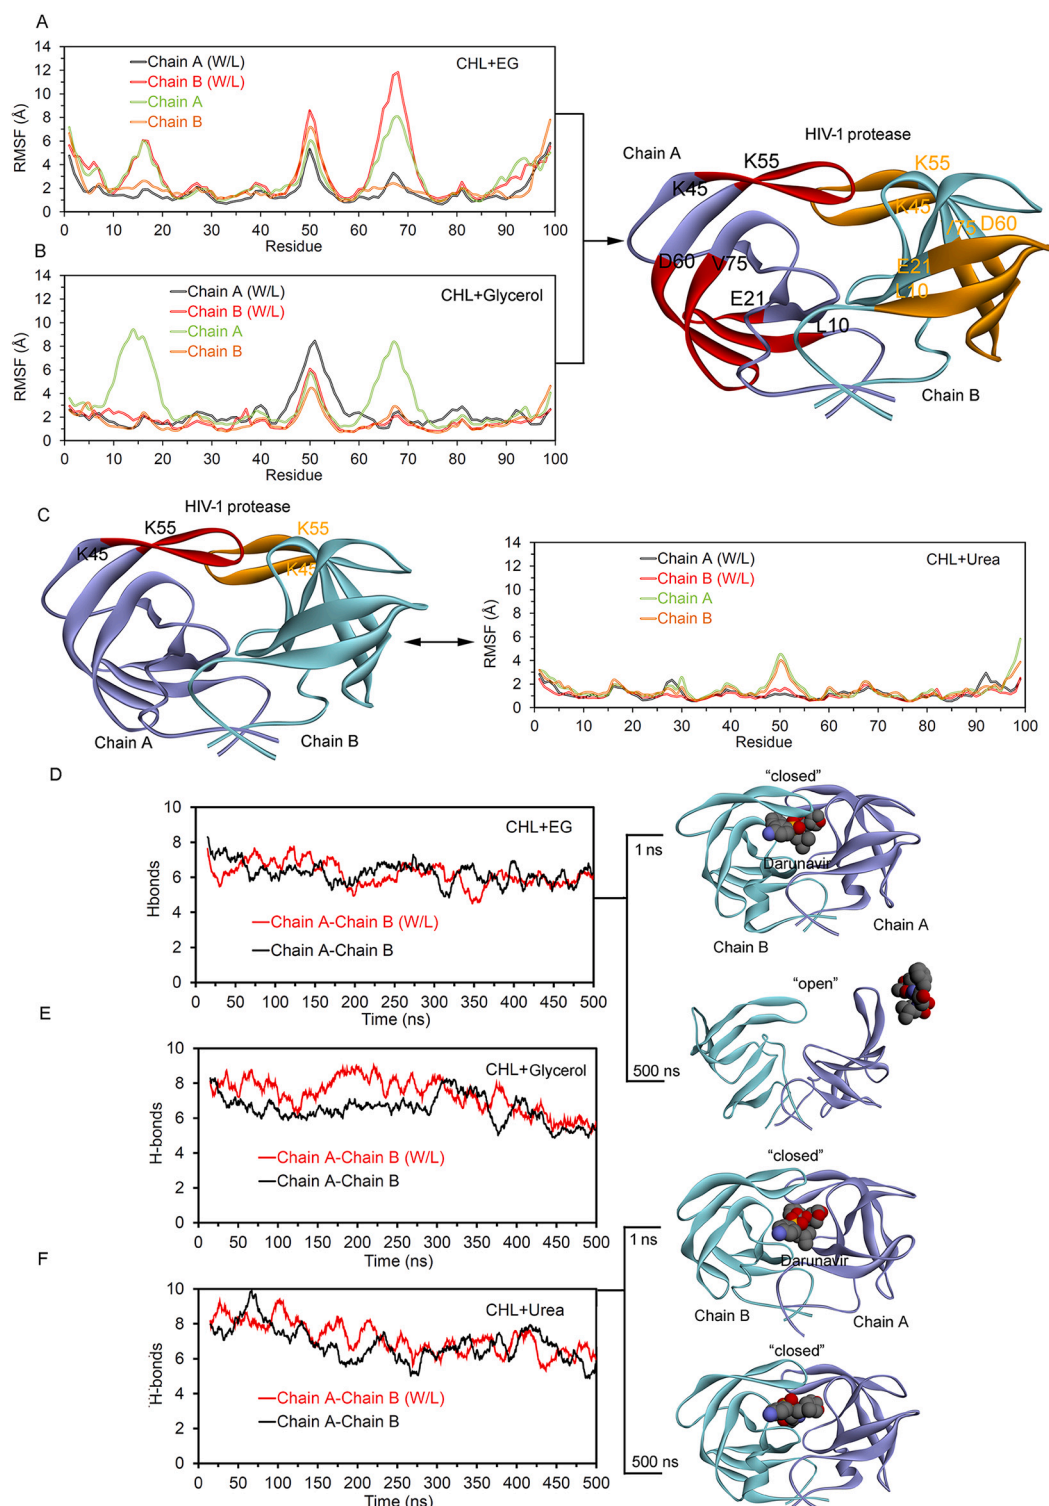 A
14
12
10
8
6
4
2
0
RMSF (Å)
Chain A (W/L)
Chain B (W/L)
Chain A
Chain B
CHL+EG
0 10 20 30 40 50 60 70 80 90 100
Residue
B
14
12
10
8
6
4
2
0
RMSF (Å)
Chain A (W/L)
Chain B (W/L)
Chain A
Chain B
CHL+Glycerol
0 10 20 30 40 50 60 70 80 90 100
Residue
HIV-1 protease
Chain A
K55
K55
K45
K45
D60
V75
/75
D60
E21
E21
L10
L10
Chain B
C
HIV-1 protease
K55
K55
K45
K45
Chain A
Chain B
14
12
10
8
6
4
2
0
RMSF (Å)
Chain A (W/L)
Chain B (W/L)
Chain A
Chain B
CHL+Urea
0 10 20 30 40 50 60 70 80 90 100
Residue
D
10
8
6
4
2
0
Hbonds
CHL+EG
Chain A-Chain B (W/L)
Chain A-Chain B
0 50 100 150 200 250 300 350 400 450 500
Time (ns)
"closed"
1 ns
Darunavir
Chain A
Chain B
"open"
500 ns
E
10
8
6
4
2
0
H-bonds
CHL+Glycerol
Chain A-Chain B (W/L)
Chain A-Chain B
0 50 100 150 200 250 300 350 400 450 500
Time (ns)
F
10
8
6
4
2
0
H-bonds
CHL+Urea
Chain A-Chain B (W/L)
Chain A-Chain B
0 50 100 150 200 250 300 350 400 450 500
Time (ns)
"closed"
1 ns
Darunavir
Chain B
Chain A
"closed"
500 ns